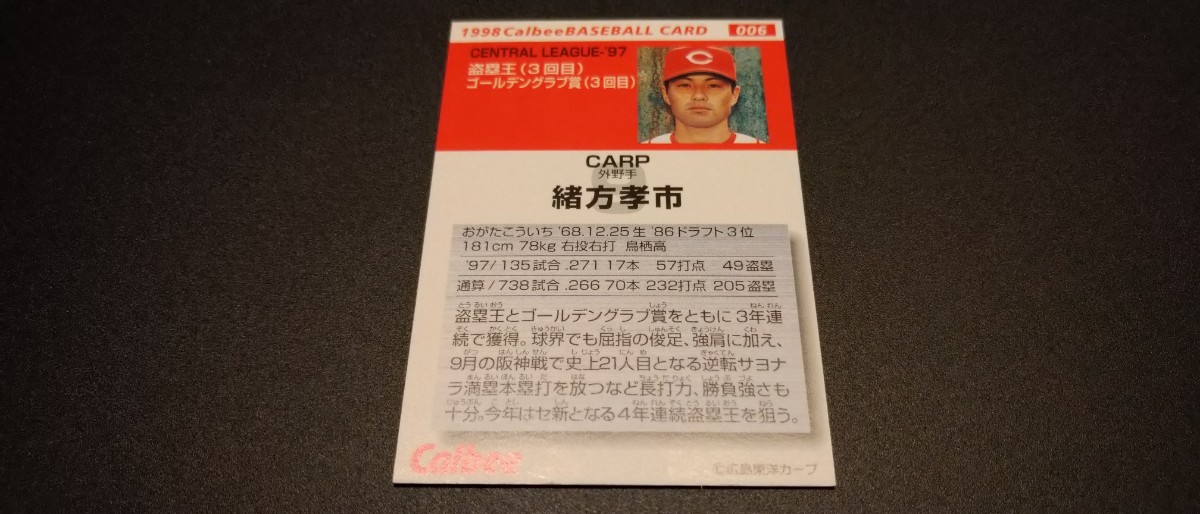 1998 Calbee BASEBALL CARD 006
CENTRAL LEAGUE-'97
盗塁王(3回目)
ゴールデングラブ賞(3回目)
C
CARP
外野手
緒方孝市
おがたこういち '68.12.25生 '86ドラフト3位
181cm 78kg 右投右打 鳥栖高
'97/135試合 .271 17本 57打点 49盗塁
通算/738試合 .266 70本 232打点 205盗塁
盗塁王とゴールデングラブ賞をともに3年連
続で獲得。球界でも屈指の俊足、強肩に加え、
9月の阪神戦で史上21人目となる逆転サヨナ
ラ満塁本塁打を放つなど長打力、勝負強さも
十分。今年はセ新となる4年連続盗塁王を狙う。
Calbee
©広島東洋カープ